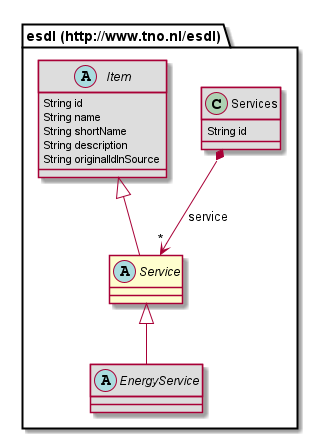 esdl (http://www.tno.nl/esdl)
A Item
String id
String name
String shortName
String description
String originalIdInSource
C Services
String id
service
*
A Service
A EnergyService